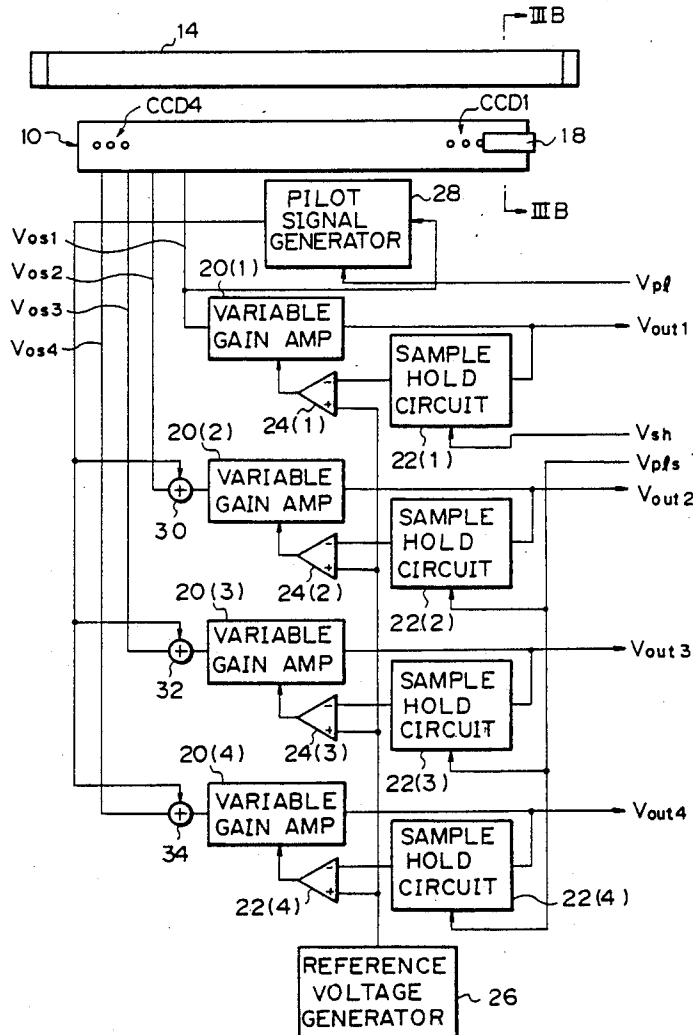 III B
14
CCD4
CCD1
10
18
III B
PILOT
SIGNAL
GENERATOR
28
Vos1
Vos2
Vos3
Vos4
20(1)
VARIABLE
GAIN AMP
Vpℓ
Vout1
SAMPLE
HOLD
CIRCUIT
-
+
24(1)
22(1)
Vsh
Vpℓs
20(2)
VARIABLE
GAIN AMP
Vout2
+
30
SAMPLE
HOLD
CIRCUIT
-
+
24(2)
22(2)
20(3)
VARIABLE
GAIN AMP
Vout3
+
32
SAMPLE
HOLD
CIRCUIT
-
+
24(3)
22(3)
20(4)
VARIABLE
GAIN AMP
Vout4
+
34
SAMPLE
HOLD
CIRCUIT
-
+
22(4)
22(4)
REFERENCE
VOLTAGE
GENERATOR
26